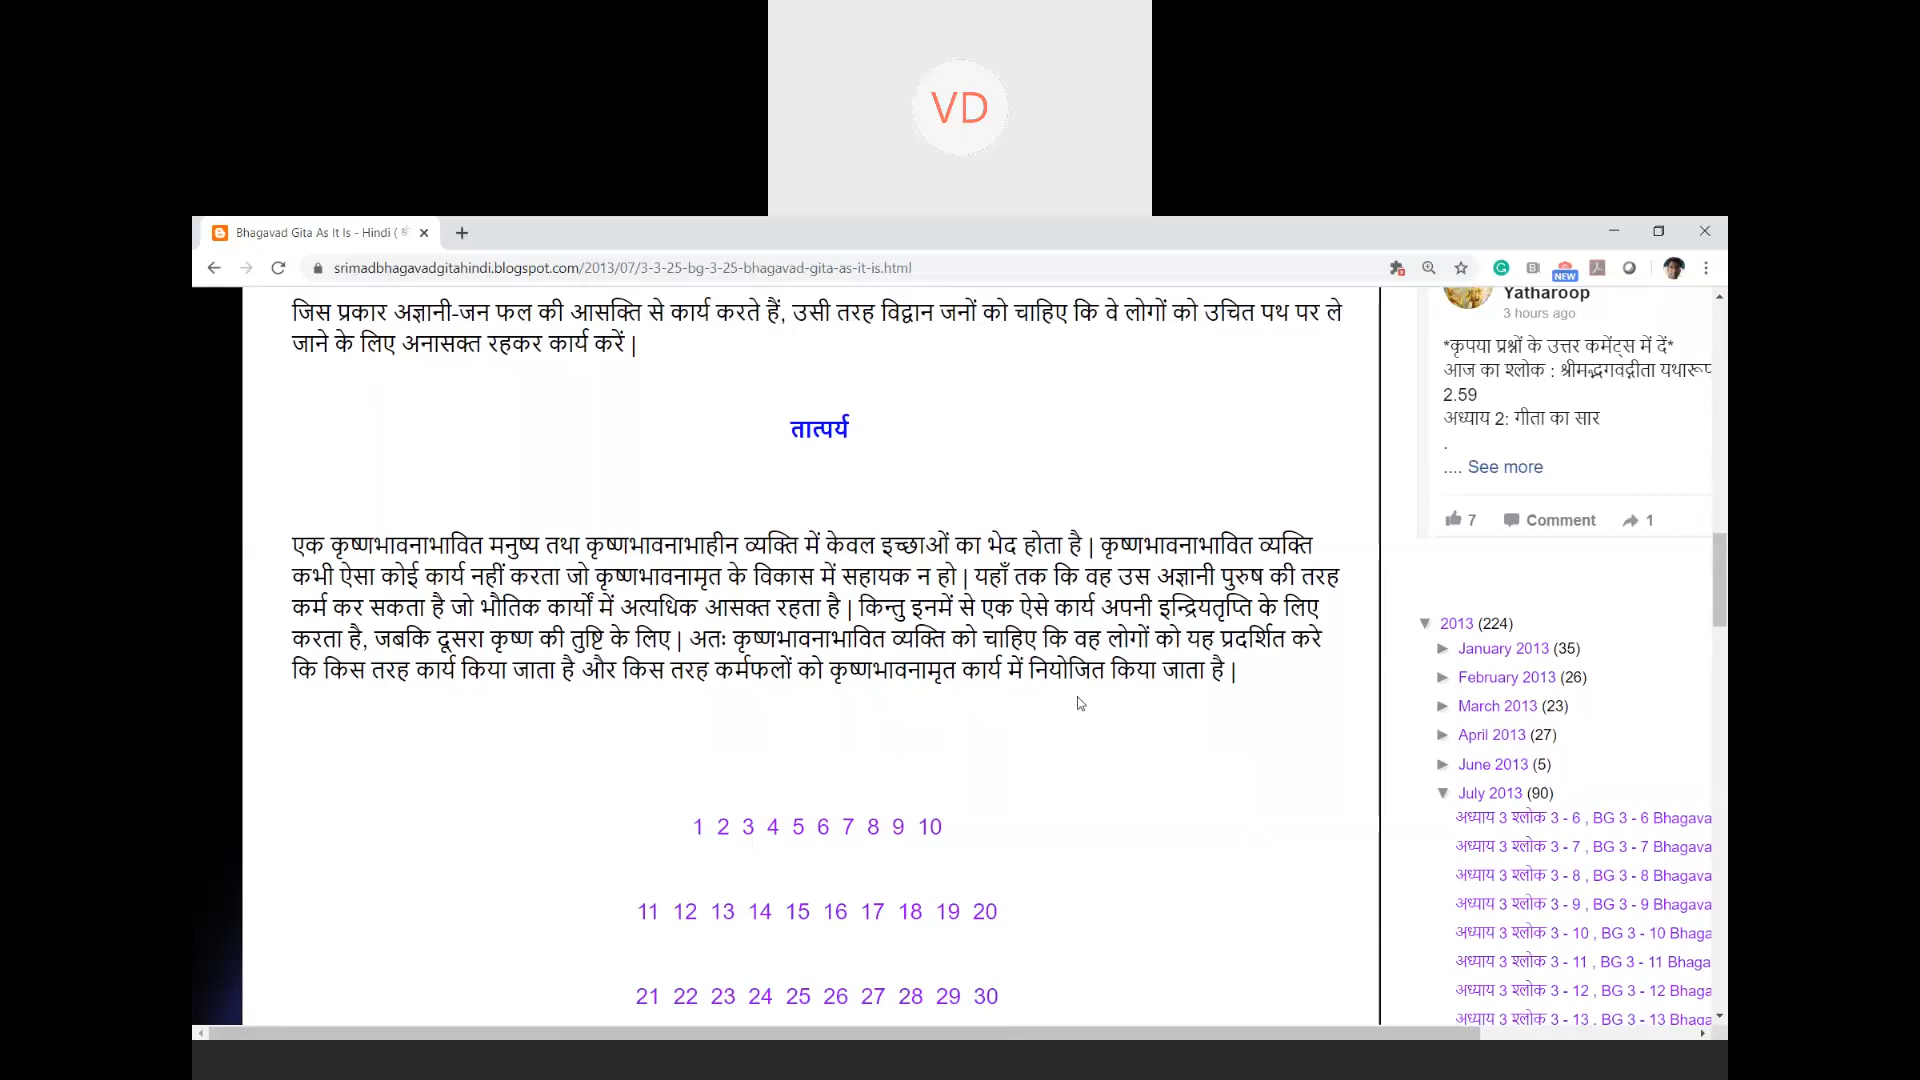 VD
Bhagavad Gita As It Is - Hindi (
srimadbhagavadgitahindi.blogspot.com/2013/07/3-3-25-bg-3-25-bhagavad-gita-as-it-is.html
NEW
जिस प्रकार अज्ञानी-जन फल की आसक्ति से कार्य करते हैं, उसी तरह विद्वान जनों को चाहिए कि वे लोगों को उचित पथ पर ले
जाने के लिए अनासक्त रहकर कार्य करें |
तात्पर्य
एक कृष्णभावनाभावित मनुष्य तथा कृष्णभावनाभाहीन व्यक्ति में केवल इच्छाओं का भेद होता है | कृष्णभावनाभावित व्यक्ति
कभी ऐसा कोई कार्य नहीं करता जो कृष्णभावनामृत के विकास में सहायक न हो | यहाँ तक कि वह उस अज्ञानी पुरुष की तरह
कर्म कर सकता है जो भौतिक कार्यों में अत्यधिक आसक्त रहता है | किन्तु इनमें से एक ऐसे कार्य अपनी इन्द्रियतृप्ति के लिए
करता है, जबकि दूसरा कृष्ण की तुष्टि के लिए | अतः कृष्णभावनाभावित व्यक्ति को चाहिए कि वह लोगों को यह प्रदर्शित करे
कि किस तरह कार्य किया जाता है और किस तरह कर्मफलों को कृष्णभावनामृत कार्य में नियोजित किया जाता है |
1 2 3 4 5 6 7 8 9 10
11 12 13 14 15 16 17 18 19 20
21 22 23 24 25 26 27 28 29 30
Yatharoop
3 hours ago
*कृपया प्रश्नों के उत्तर कमेंट्स में दें*
आज का श्लोक : श्रीमद्भगवद्गीता यथारूप
2.59
अध्याय 2: गीता का सार
.
.... See more
7 Comment 1
2013 (224)
January 2013 (35)
February 2013 (26)
March 2013 (23)
April 2013 (27)
June 2013 (5)
July 2013 (90)
अध्याय 3 श्लोक 3 - 6 , BG 3 - 6 Bhagava
अध्याय 3 श्लोक 3 - 7 , BG 3 - 7 Bhagava
अध्याय 3 श्लोक 3 - 8 , BG 3 - 8 Bhagava
अध्याय 3 श्लोक 3 - 9 , BG 3 - 9 Bhagava
अध्याय 3 श्लोक 3 - 10 , BG 3 - 10 Bhaga
अध्याय 3 श्लोक 3 - 11 , BG 3 - 11 Bhaga
अध्याय 3 श्लोक 3 - 12 , BG 3 - 12 Bhaga
अध्याय 3 श्लोक 3 - 13 , BG 3 - 13 Bhaga